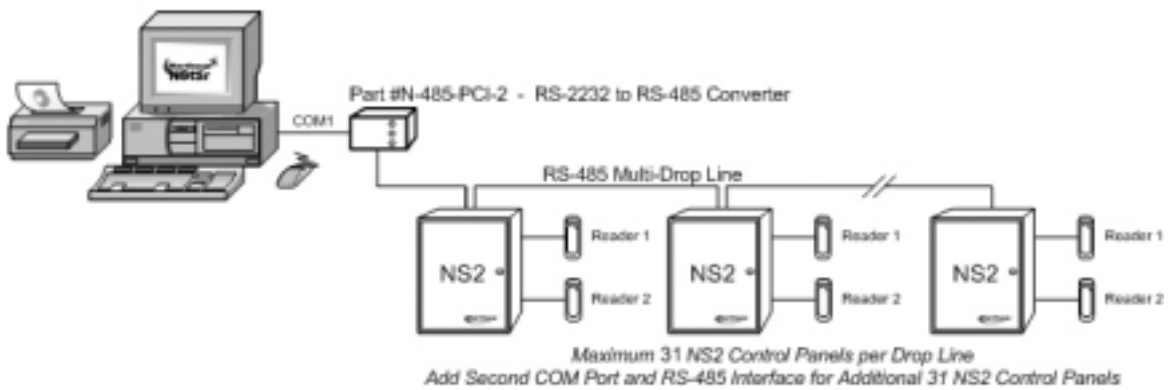 Northern
NStar
Part #N-485-PCI-2 - RS-2232 to RS-485 Converter
COM1
RS-485 Multi-Drop Line
NS2
Reader 1
Reader 2
NS2
Reader 1
Reader 2
NS2
Reader 1
Reader 2
Maximum 31 NS2 Control Panels per Drop Line
Add Second COM Port and RS-485 Interface for Additional 31 NS2 Control Panels